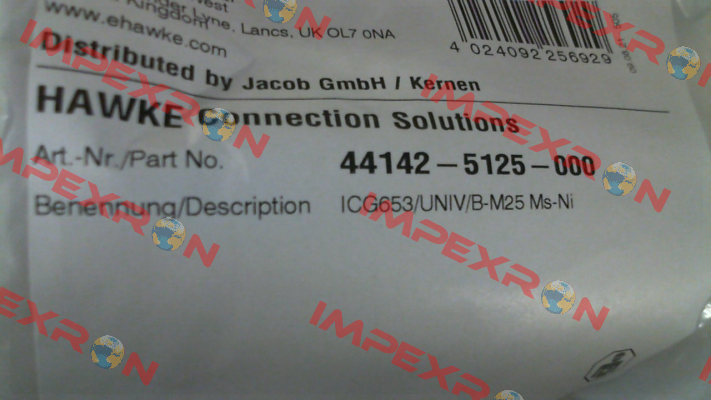 West
Kingdom
Lyne, Lancs, UK OL7 0NA
www.ehawke.com
4 024092 256929
Distributed by Jacob GmbH / Kernen
HAWKE Connection Solutions
Art.-Nr./Part No. 44142-5125-000
Benennung/Description ICG653/UNIV/B-M25 Ms-Ni
IMPEXRON
IMPEXRON
IMPEXRON
IMPEXRON
IMPEXRON
IMPEXRON